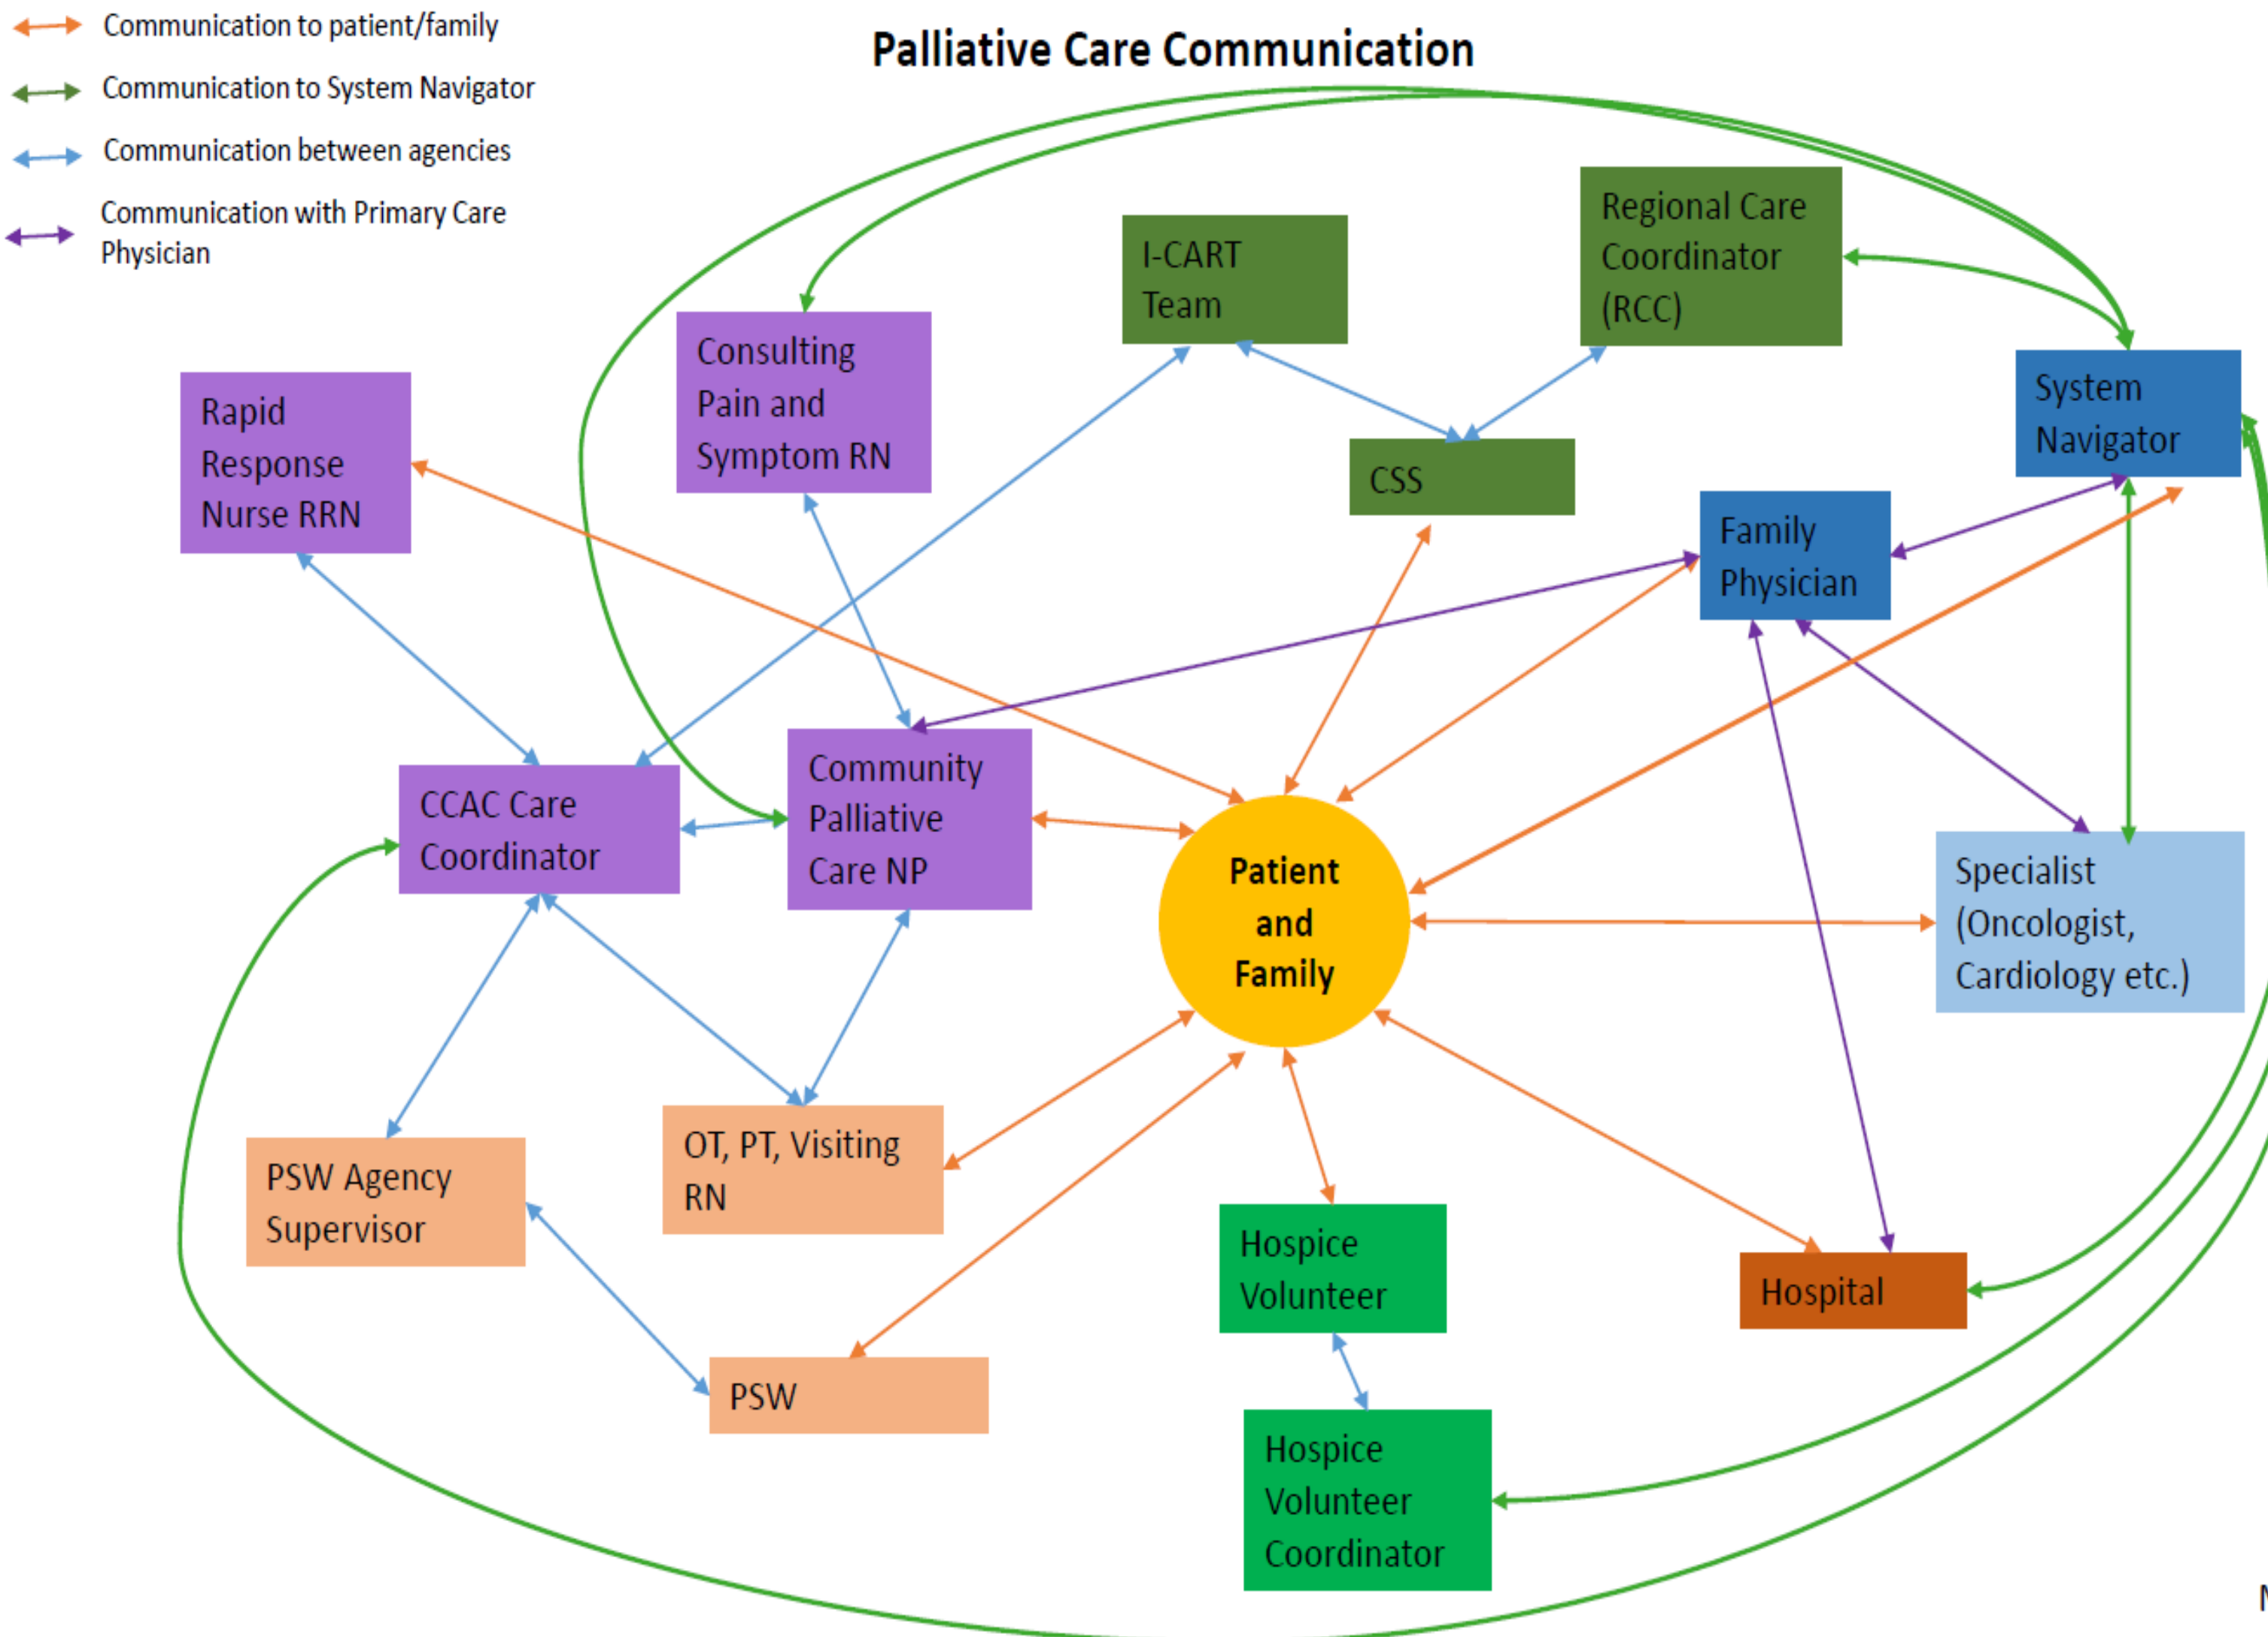 Communication to patient/family
Palliative Care Communication
Communication to System Navigator
Communication between agencies
Communication with Primary Care
Physician
Regional Care
Coordinator
(RCC)
I-CART
Team
Consulting
Pain and
Symptom RN
System
Navigator
Rapid
Response
Nurse RRN
CSS
Family
Physician
Community
Palliative
Care NP
CCAC Care
Coordinator
Patient
and
Family
Specialist
(Oncologist,
Cardiology etc.)
OT, PT, Visiting
RN
PSW Agency
Supervisor
Hospice
Volunteer
Hospital
PSW
Hospice
Volunteer
Coordinator